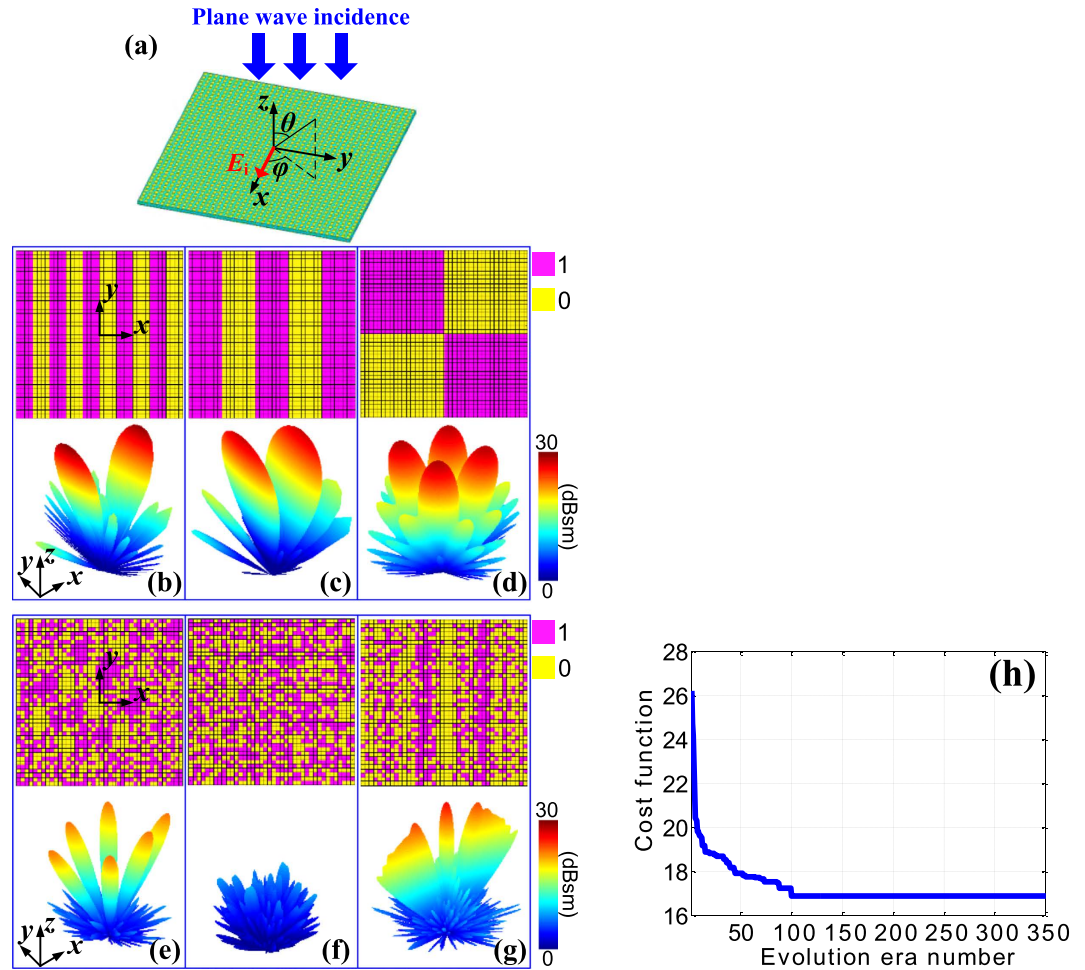 Plane wave incidence
(a)
z
θ
y
Ei
φ
x
y
x
1
0
30
(dBsm)
0
y z x
(b)
(c)
(d)
y
x
1
0
30
(dBsm)
0
y z x
(e)
(f)
(g)
(h)
28
26
24
22
20
18
16
Cost function
50 100 150 200 250 300 350
Evolution era number